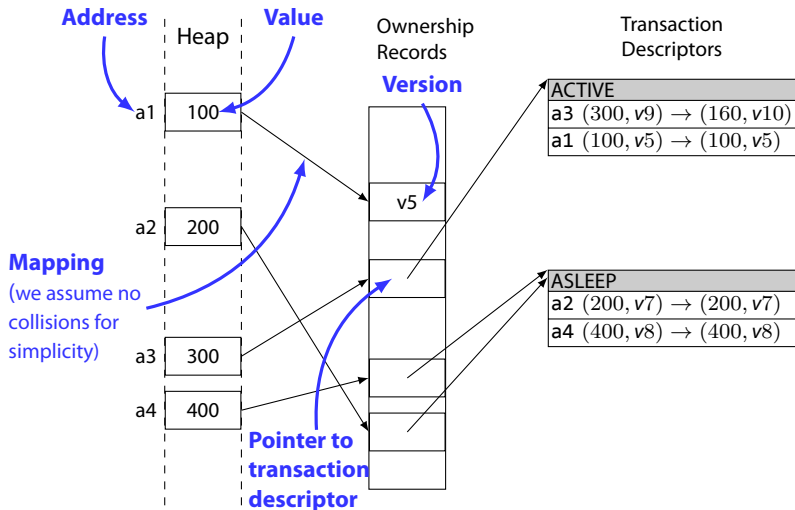 Address
Heap
Value
Ownership
Records
Transaction
Descriptors
Version
a1
100
v5
a2
200
Mapping
(we assume no
collisions for
simplicity)
a3
300
a4
400
Pointer to
transaction
descriptor
ACTIVE
a3 (300, v9) → (160, v10)
a1 (100, v5) → (100, v5)
ASLEEP
a2 (200, v7) → (200, v7)
a4 (400, v8) → (400, v8)